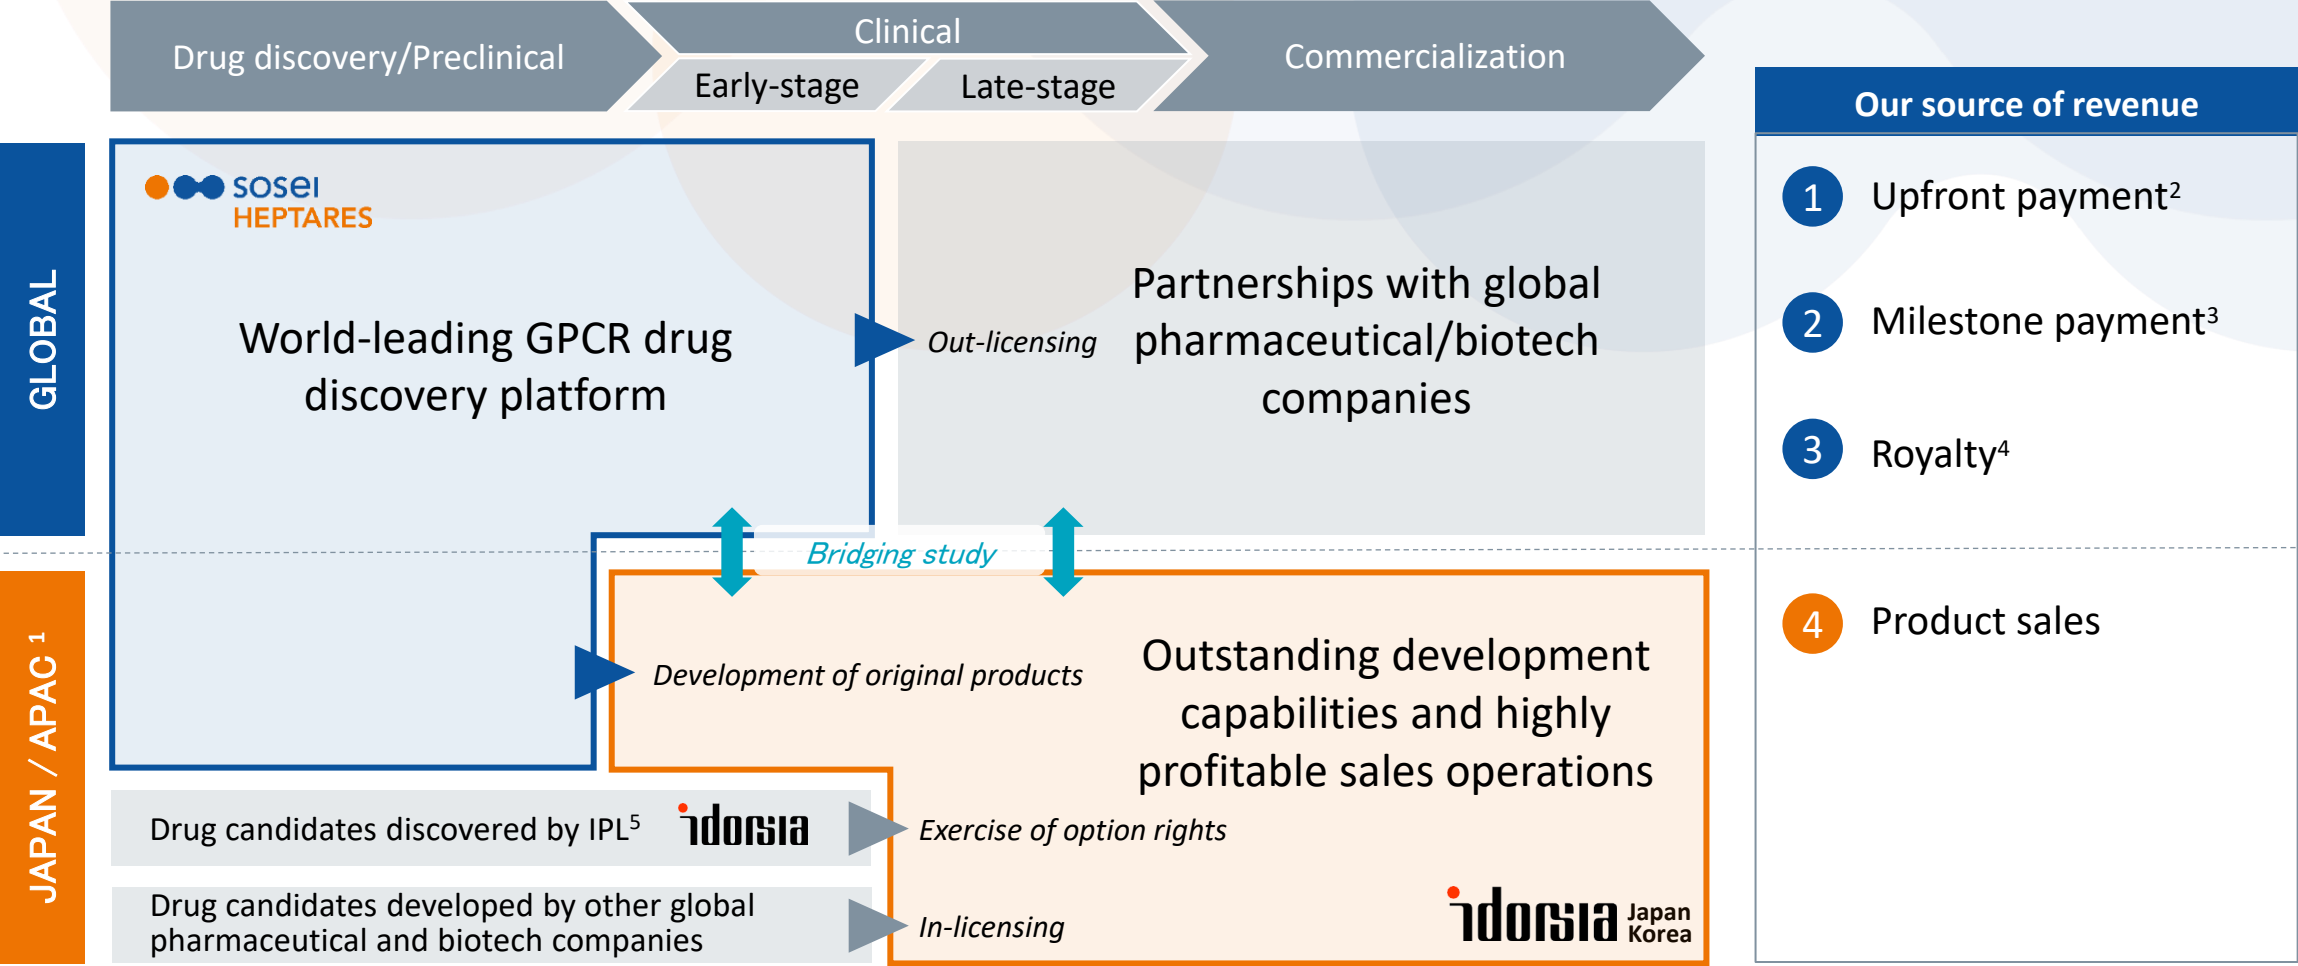 Drug discovery/Preclinical
Clinical
Early-stage
Late-stage
Commercialization
Our source of revenue
GLOBAL
sosei
HEPTARES
World-leading GPCR drug
discovery platform
Out-licensing
Partnerships with global
pharmaceutical/biotech
companies
1 Upfront payment²
2 Milestone payment³
3 Royalty⁴
Bridging study
JAPAN / APAC ¹
Development of original products
Outstanding development
capabilities and highly
profitable sales operations
4 Product sales
Drug candidates discovered by IPL⁵
idorsia
Exercise of option rights
Drug candidates developed by other global
pharmaceutical and biotech companies
In-licensing
idorsia
Japan
Korea